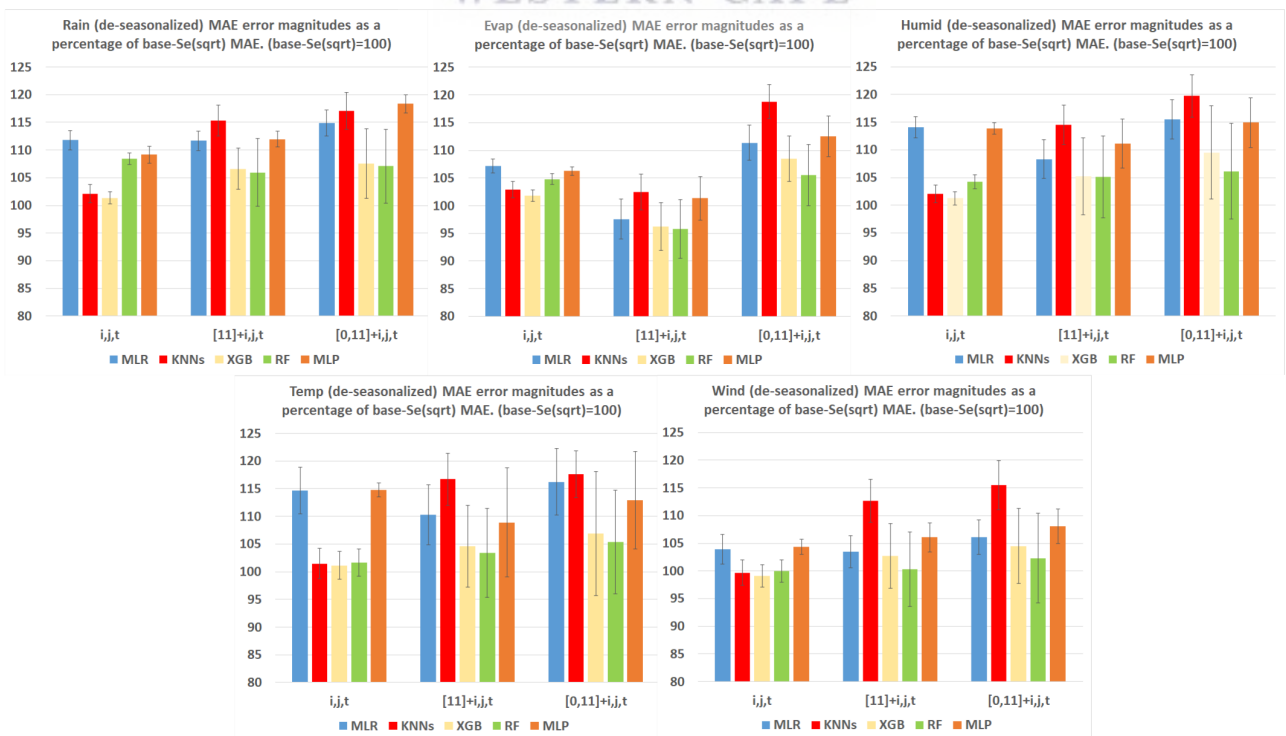 WESTERN CAPE
Rain (de-seasonalized) MAE error magnitudes as a
percentage of base-Se(sqrt) MAE. (base-Se(sqrt)=100)
125
120
115
110
105
100
95
90
85
80
i,j,t
[11]+i,j,t
[0,11]+i,j,t
MLR KNNs XGB RF MLP
Evap (de-seasonalized) MAE error magnitudes as a
percentage of base-Se(sqrt) MAE. (base-Se(sqrt)=100)
125
120
115
110
105
100
95
90
85
80
i,j,t
[11]+i,j,t
[0,11]+i,j,t
MLR KNNs XGB RF MLP
Humid (de-seasonalized) MAE error magnitudes as a
percentage of base-Se(sqrt) MAE. (base-Se(sqrt)=100)
125
120
115
110
105
100
95
90
85
80
i,j,t
[11]+i,j,t
[0,11]+i,j,t
MLR KNNs XGB RF MLP
Temp (de-seasonalized) MAE error magnitudes as a
percentage of base-Se(sqrt) MAE. (base-Se(sqrt)=100)
125
120
115
110
105
100
95
90
85
80
i,j,t
[11]+i,j,t
[0,11]+i,j,t
MLR KNNs XGB RF MLP
Wind (de-seasonalized) MAE error magnitudes as a
percentage of base-Se(sqrt) MAE. (base-Se(sqrt)=100)
125
120
115
110
105
100
95
90
85
80
i,j,t
[11]+i,j,t
[0,11]+i,j,t
MLR KNNs XGB RF MLP